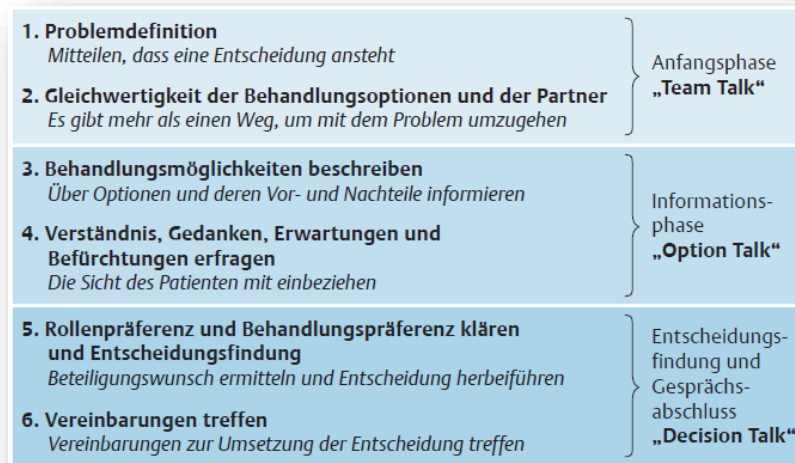 1. Problemdefinition
Mitteilen, dass eine Entscheidung ansteht
2. Gleichwertigkeit der Behandlungsoptionen und der Partner
Es gibt mehr als einen Weg, um mit dem Problem umzugehen
Anfangsphase
„Team Talk“
3. Behandlungsmöglichkeiten beschreiben
Über Optionen und deren Vor- und Nachteile informieren
4. Verständnis, Gedanken, Erwartungen und
Befürchtungen erfragen
Die Sicht des Patienten mit einbeziehen
Informations-
phase
„Option Talk“
5. Rollenpräferenz und Behandlungspräferenz klären
und Entscheidungsfindung
Beteiligungswunsch ermitteln und Entscheidung herbeiführen
6. Vereinbarungen treffen
Vereinbarungen zur Umsetzung der Entscheidung treffen
Entscheidungs-
findung und
Gesprächs-
abschluss
„Decision Talk“